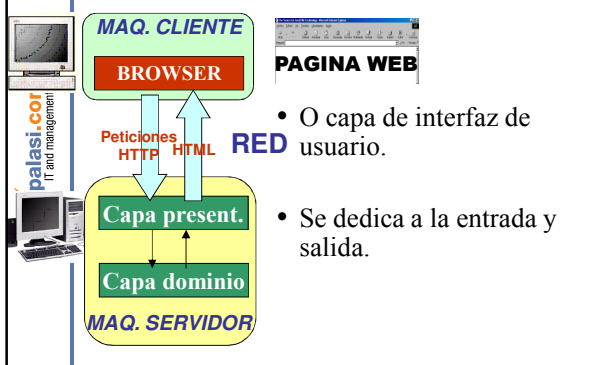 MAQ. CLIENTE
BROWSER
Peticiones
HTTP
HTML
RED
Capa present.
Capa dominio
MAQ. SERVIDOR
palasi.com
IT and management
PAGINA WEB
• O capa de interfaz de
usuario.
• Se dedica a la entrada y
salida.